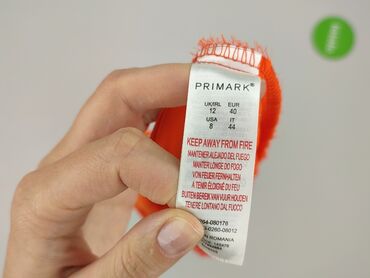 PRIMARK®
UK/IRL EUR
12 40
USA IT
8 44
KEEP AWAY FROM FIRE
MANTENER ALEJADO DEL FUEGO
MANTER LONGE DO FOGO
VON FEUER FERNHALTEN
À TENIR ÉLOIGNÉ DU FEU
BUITEN BEREIK VAN VUUR HOUDEN
TENERE LONTANO DAL FUOCO
ROMANIA